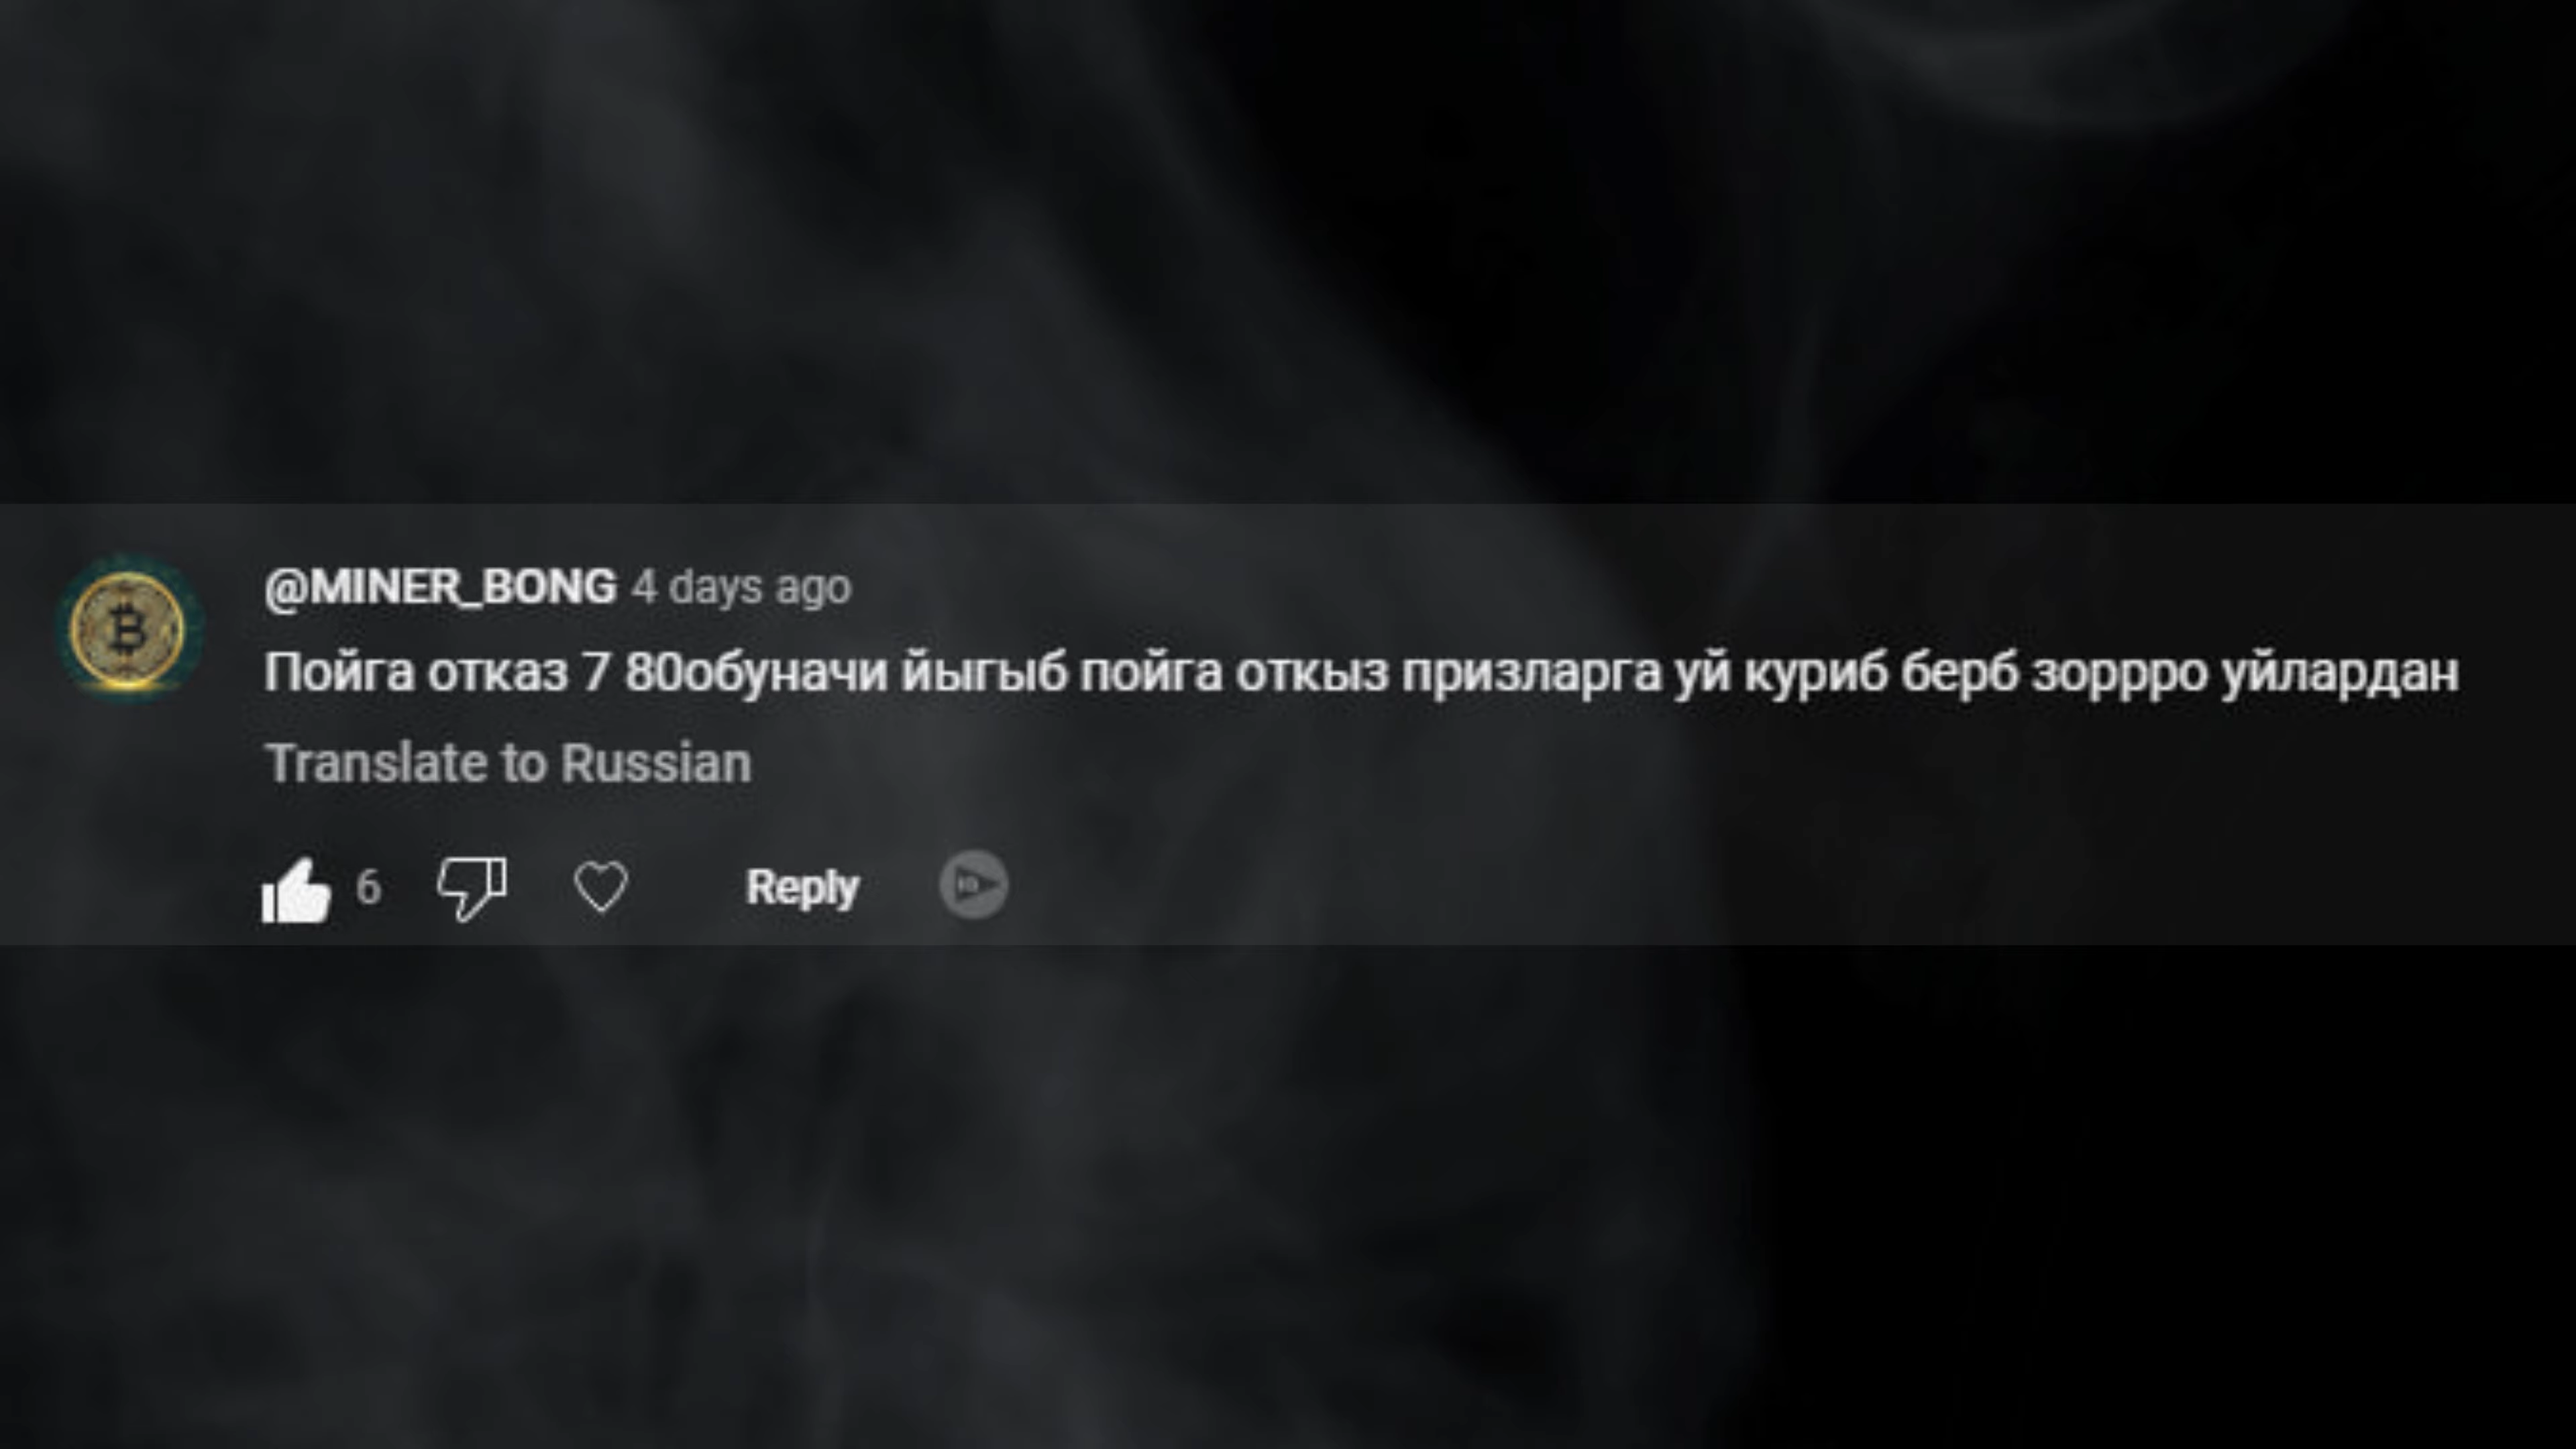 @MINER_BONG 4 days ago
Пойга отказ 7 80обуначи йыгыб пойга откыз призларга уй куриб берб зоррро уйлардан
Translate to Russian
6 Reply